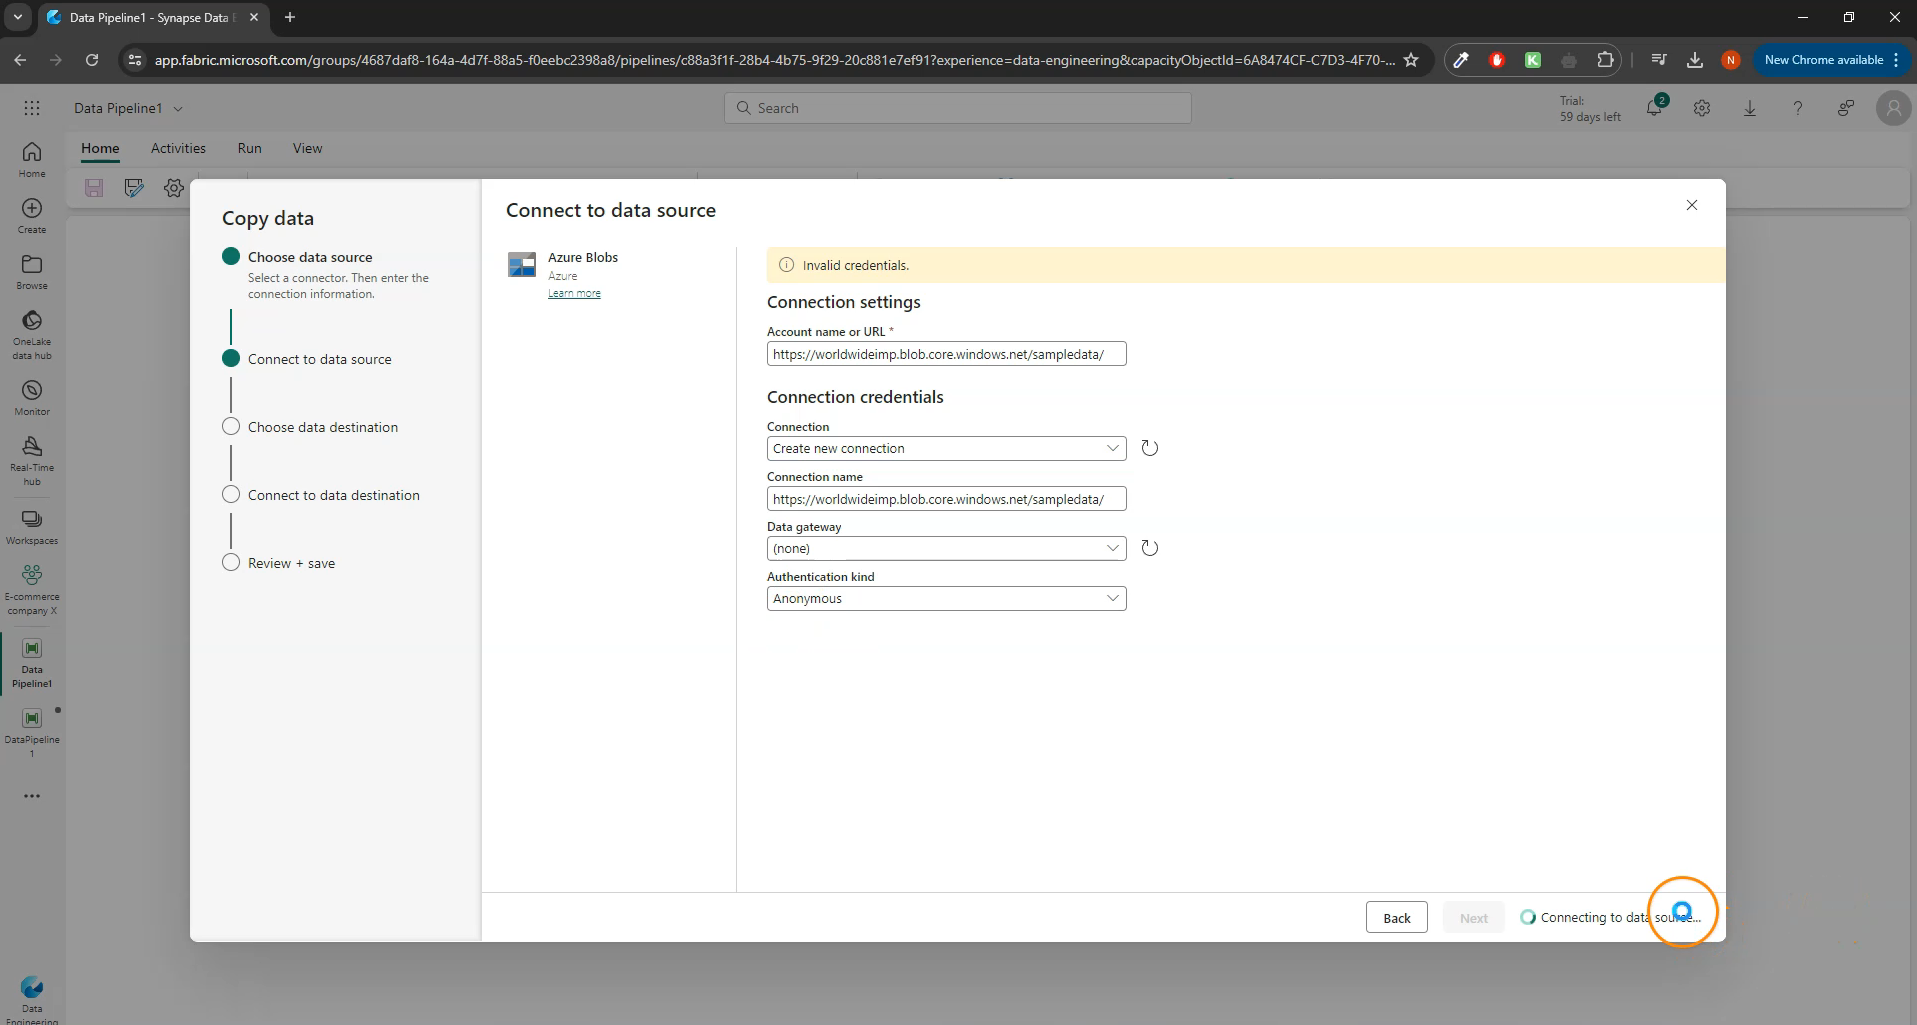 Data Pipeline1 - Synapse Data E
app.fabric.microsoft.com/groups/4687daf8-164a-4d7f-88a5-f0eebc2398a8/pipelines/c88a3f1f-28b4-4b75-9f29-20c881e7ef91?experience=data-engineering&capacityObjectId=6A8474CF-C7D3-4F70-...
K
N
New Chrome available
Data Pipeline1
Search
Trial:
59 days left
2
?
Home
Activities
Run
View
Home
Create
Browse
OneLake
data hub
Monitor
Real-Time
hub
Workspaces
E-commerce
company X
Data
Pipeline1
DataPipeline
1
Data
Engineering
Copy data
Choose data source
Select a connector. Then enter the
connection information.
Connect to data source
Choose data destination
Connect to data destination
Review + save
Connect to data source
Azure Blobs
Azure
Learn more
Invalid credentials.
Connection settings
Account name or URL *
https://worldwideimp.blob.core.windows.net/sampledata/
Connection credentials
Connection
Create new connection
Connection name
https://worldwideimp.blob.core.windows.net/sampledata/
Data gateway
(none)
Authentication kind
Anonymous
Back
Next
Connecting to data source...